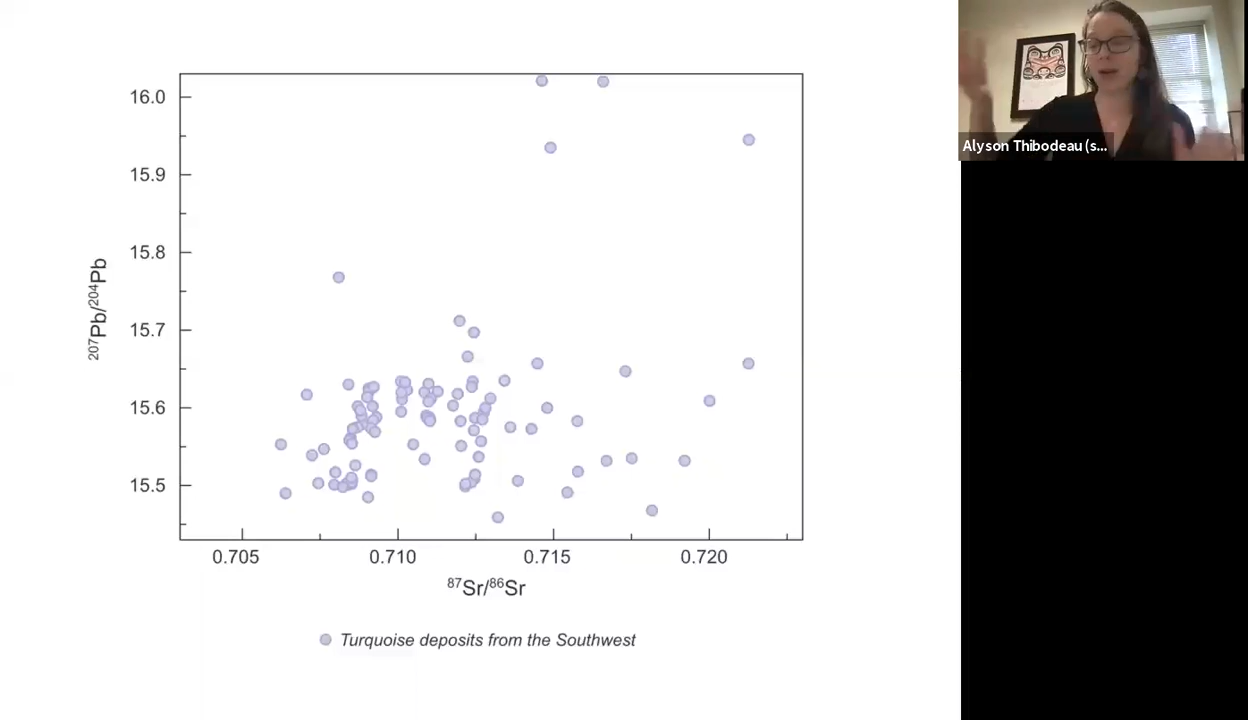 16.0
15.9
15.8
15.7
15.6
15.5
²⁰⁷Pb/²⁰⁴Pb
0.705 0.710 0.715 0.720
⁸⁷Sr/⁸⁶Sr
Turquoise deposits from the Southwest
Alyson Thibodeau (s...